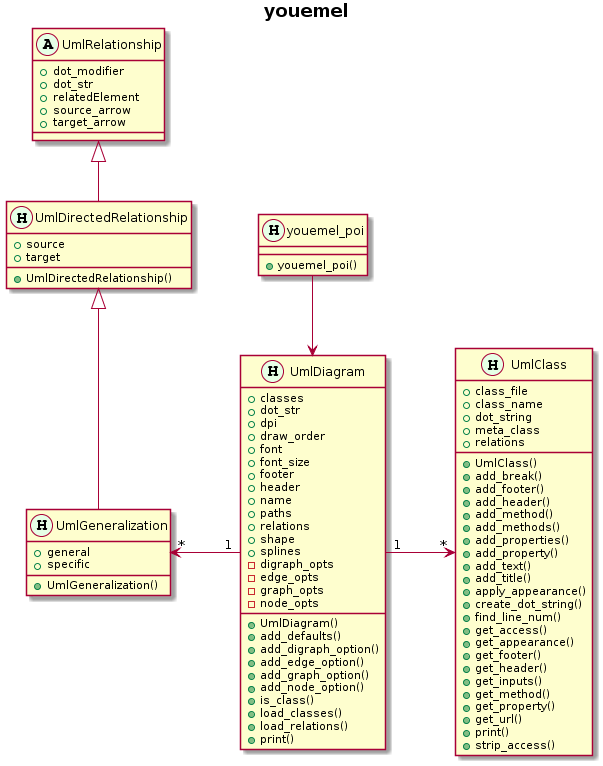 youemel
A UmlRelationship
dot_modifier
dot_str
relatedElement
source_arrow
target_arrow
H UmlDirectedRelationship
source
target
UmlDirectedRelationship()
H youemel_poi
youemel_poi()
H UmlGeneralization
general
specific
UmlGeneralization()
* 1
H UmlDiagram
classes
dot_str
dpi
draw_order
font
font_size
footer
header
name
paths
relations
shape
splines
digraph_opts
edge_opts
graph_opts
node_opts
UmlDiagram()
add_defaults()
add_digraph_option()
add_edge_option()
add_graph_option()
add_node_option()
is_class()
load_classes()
load_relations()
print()
1 *
H UmlClass
class_file
class_name
dot_string
meta_class
relations
UmlClass()
add_break()
add_footer()
add_header()
add_method()
add_methods()
add_properties()
add_property()
add_text()
add_title()
apply_appearance()
create_dot_string()
find_line_num()
get_access()
get_appearance()
get_footer()
get_header()
get_inputs()
get_method()
get_property()
get_url()
print()
strip_access()